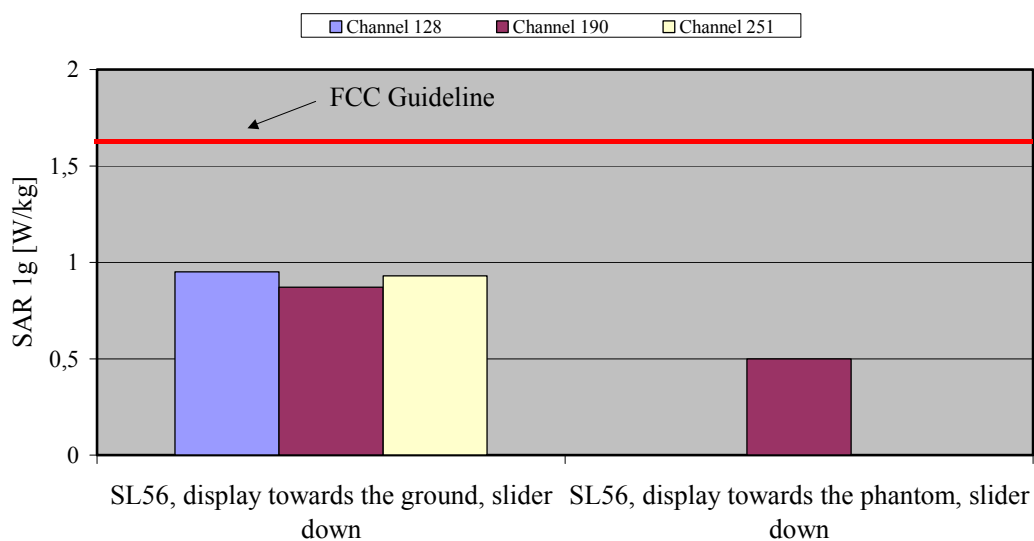 Channel 128 Channel 190 Channel 251
2
FCC Guideline
1,5
SAR 1g [W/kg]
1
0,5
0
SL56, display towards the ground, slider down
SL56, display towards the phantom, slider down